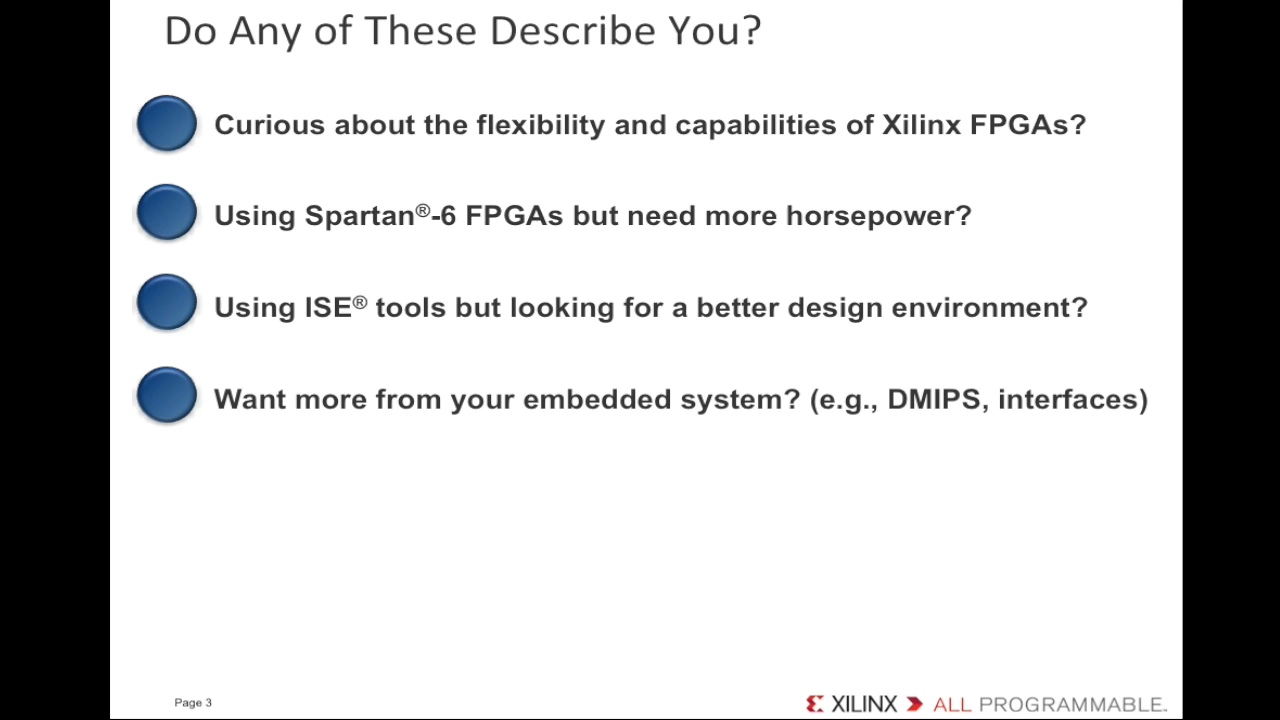 Do Any of These Describe You?
Curious about the flexibility and capabilities of Xilinx FPGAs?
Using Spartan®-6 FPGAs but need more horsepower?
Using ISE® tools but looking for a better design environment?
Want more from your embedded system? (e.g., DMIPS, interfaces)
Page 3
XILINX ALL PROGRAMMABLE™